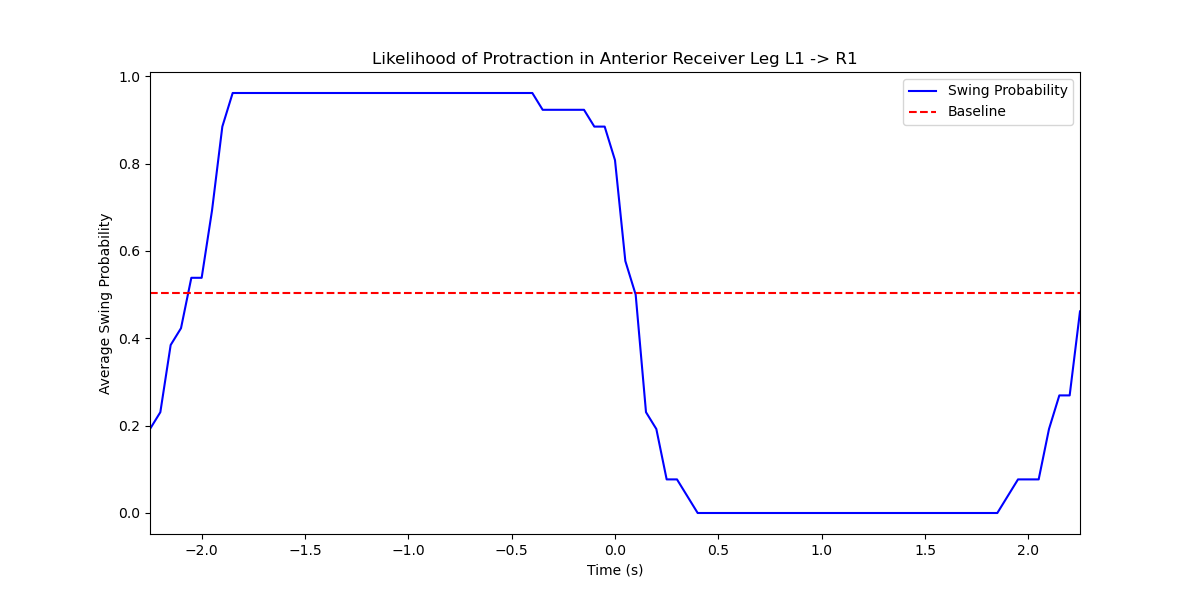 Likelihood of Protraction in Anterior Receiver Leg L1 -> R1
1.0
0.8
0.6
0.4
0.2
0.0
Average Swing Probability
Swing Probability
Baseline
−2.0 −1.5 −1.0 −0.5 0.0 0.5 1.0 1.5 2.0
Time (s)